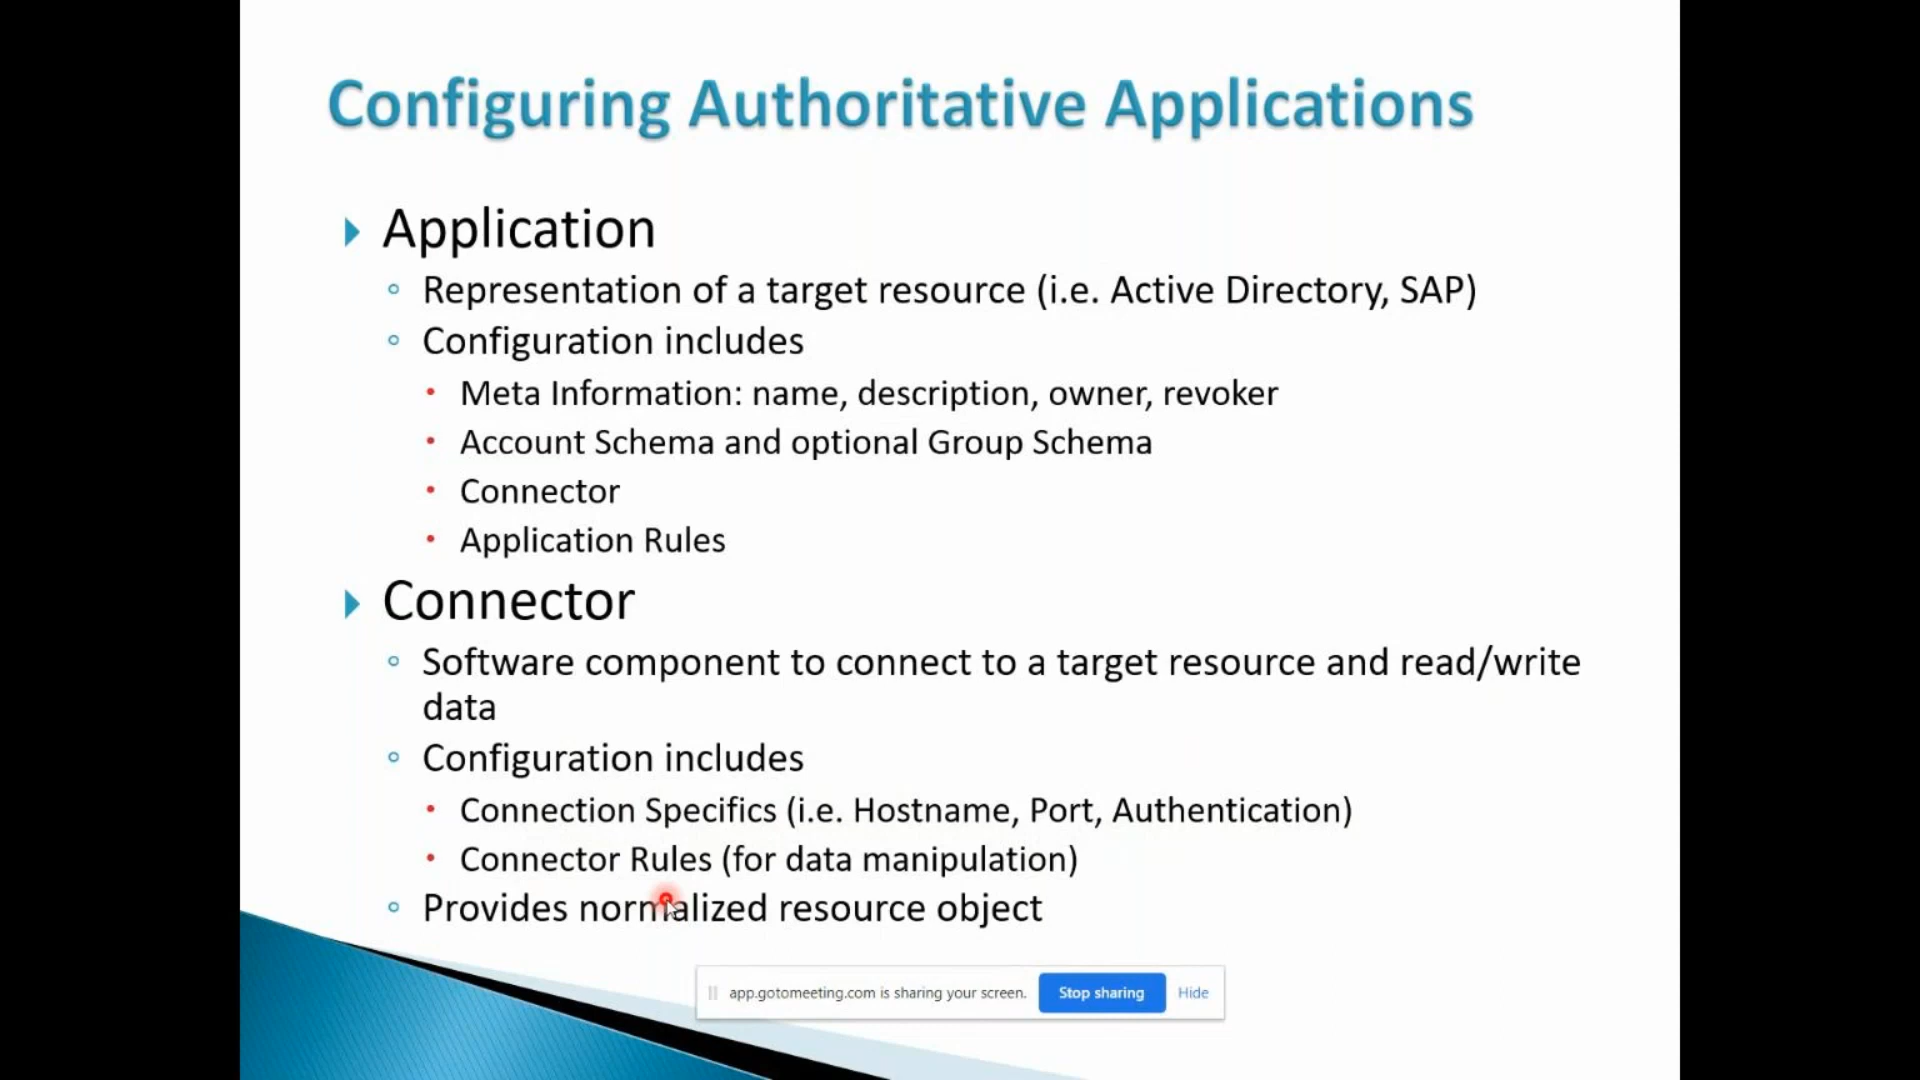 Configuring Authoritative Applications
Application
Representation of a target resource (i.e. Active Directory, SAP)
Configuration includes
Meta Information: name, description, owner, revoker
Account Schema and optional Group Schema
Connector
Application Rules
Connector
Software component to connect to a target resource and read/write
data
Configuration includes
Connection Specifics (i.e. Hostname, Port, Authentication)
Connector Rules (for data manipulation)
Provides normalized resource object
app.gotomeeting.com is sharing your screen. Stop sharing Hide